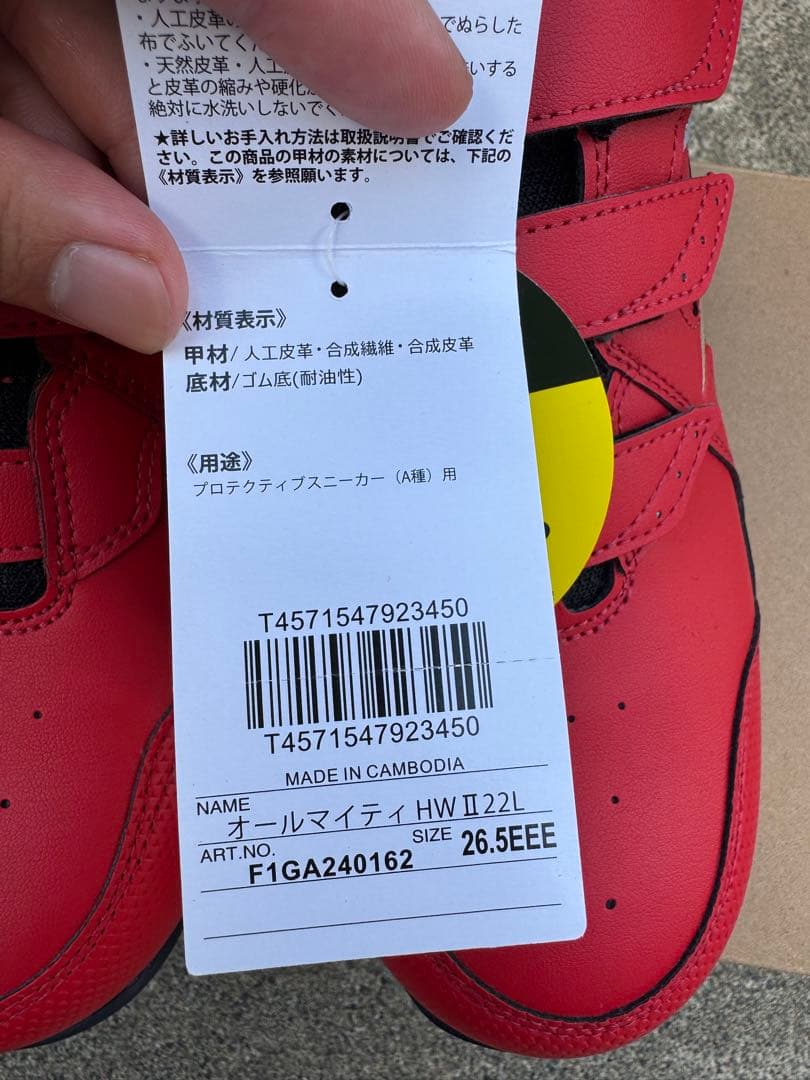 ・人工皮革の
でぬらした
布でふいてくだ
・天然皮革・人工
いする
と皮革の縮みや硬化
絶対に水洗いしないでく
★詳しいお手入れ方法は取扱説明書でご確認くだ
さい。この商品の甲材の素材については、下記の
《材質表示》を参照願います。
《材質表示》
甲材/人工皮革・合成繊維・合成皮革
底材/ゴム底(耐油性)
《用途》
プロテクティブスニーカー（A種）用
T4571547923450
T4571547923450
MADE IN CAMBODIA
NAME オールマイティ HWⅡ22L
ART.NO. F1GA240162 SIZE 26.5EEE